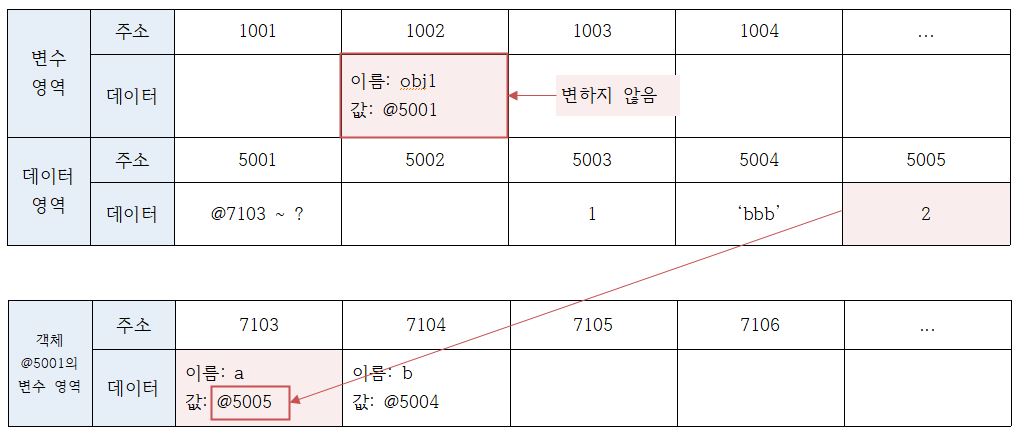 변수
영역
주소 1001 1002 1003 1004 ...
데이터
이름: obj1
값: @5001
변하지 않음
데이터
영역
주소 5001 5002 5003 5004 5005
데이터 @7103 ~ ? 1 ‘bbb’ 2
객체
@5001의
변수 영역
주소 7103 7104 7105 7106 ...
데이터
이름: a
값: @5005
이름: b
값: @5004